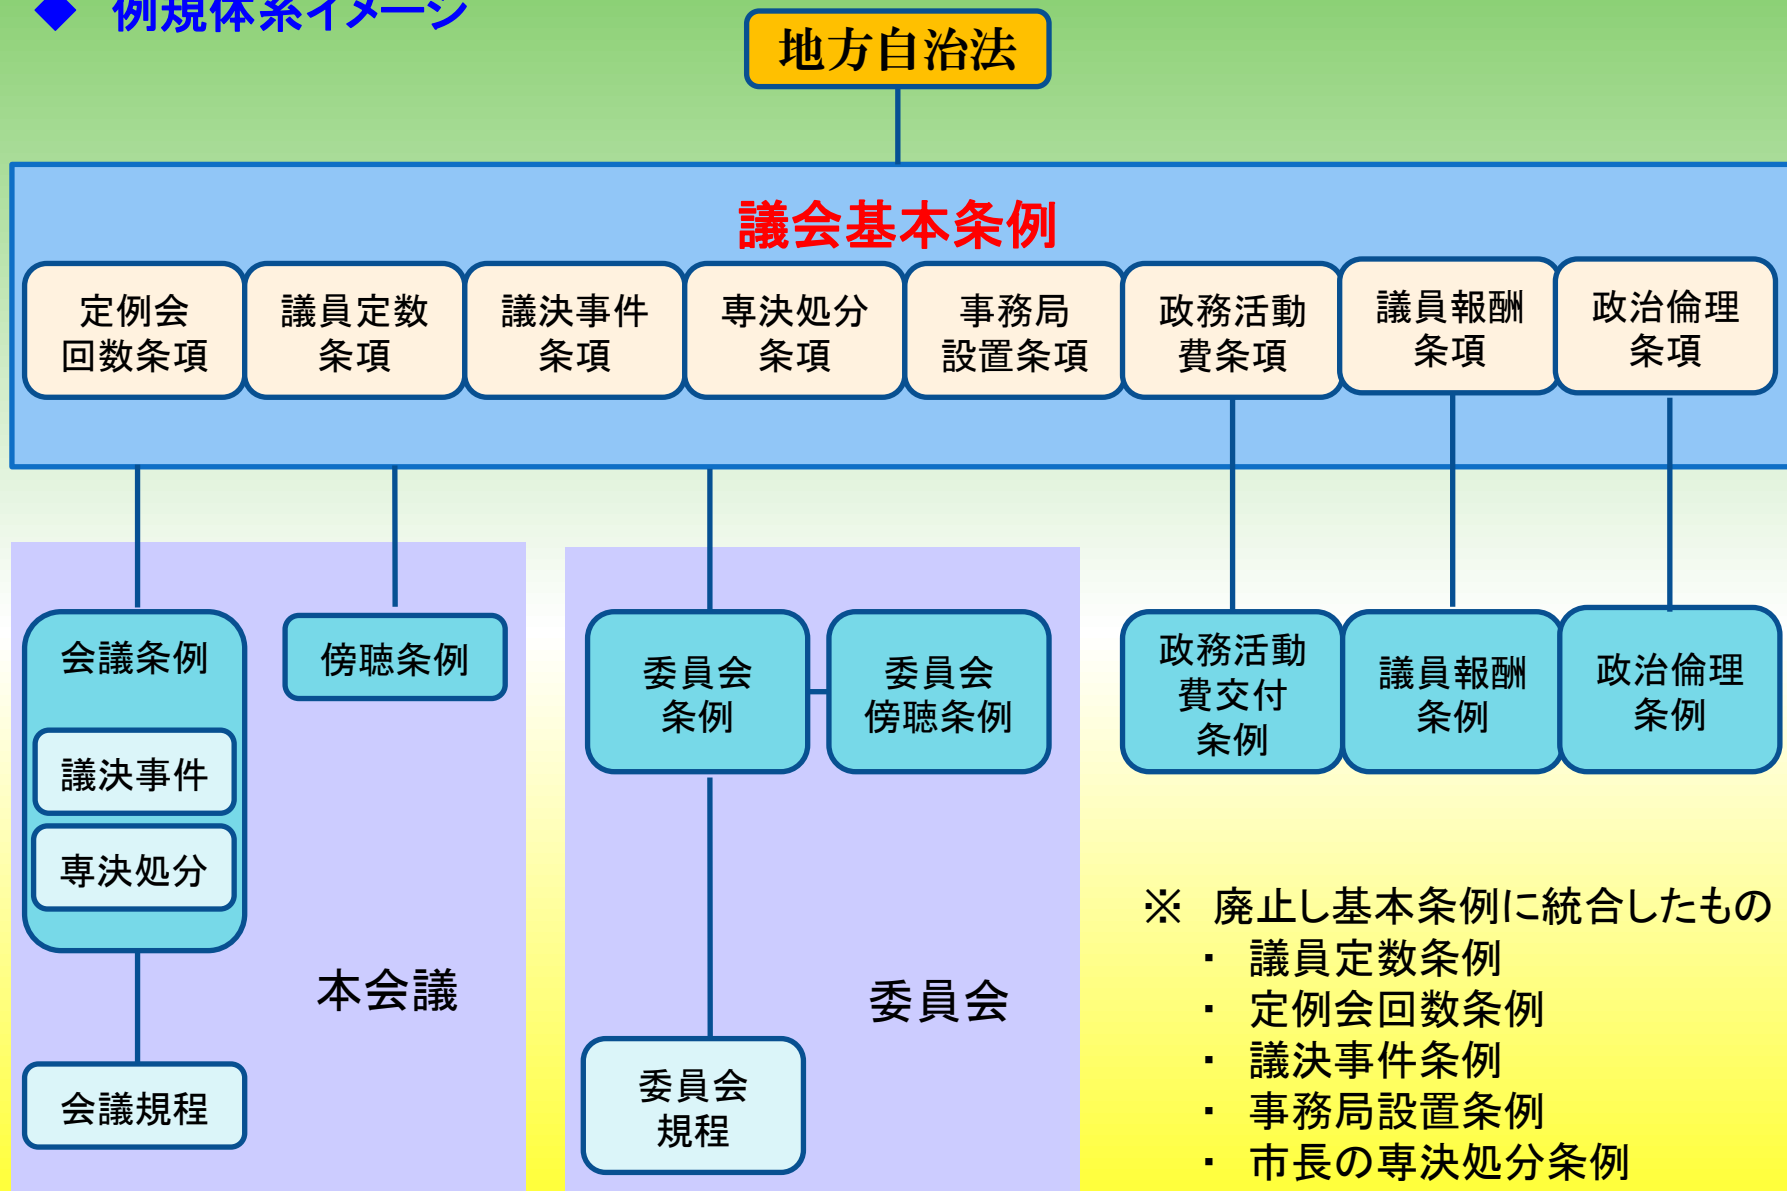 ◆ 例規体系イメージ
地方自治法
議会基本条例
定例会
回数条項
議員定数
条項
議決事件
条項
専決処分
条項
事務局
設置条項
政務活動
費条項
議員報酬
条項
政治倫理
条項
会議条例
議決事件
専決処分
会議規程
傍聴条例
本会議
委員会
条例
委員会
傍聴条例
委員会
規程
委員会
政務活動
費交付
条例
議員報酬
条例
政治倫理
条例
※ 廃止し基本条例に統合したもの
・ 議員定数条例
・ 定例会回数条例
・ 議決事件条例
・ 事務局設置条例
・ 市長の専決処分条例